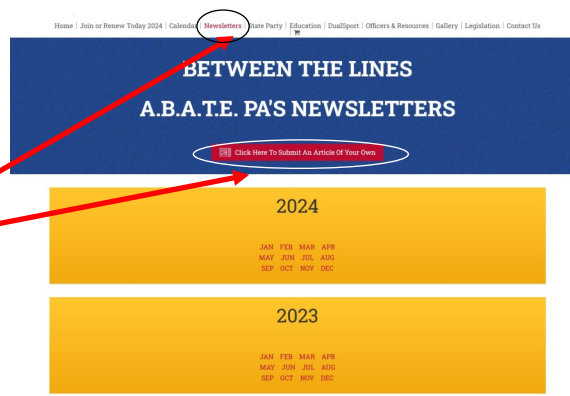 Home | Join or Renew Today 2024 | Calendar | Newsletters | State Party | Education | DualSport | Officers & Resources | Gallery | Legislation | Contact Us
BETWEEN THE LINES
A.B.A.T.E. PA'S NEWSLETTERS
Click Here To Submit An Article Of Your Own
2024
JAN FEB MAR APR
MAY JUN JUL AUG
SEP OCT NOV DEC
2023
JAN FEB MAR APR
MAY JUN JUL AUG
SEP OCT NOV DEC